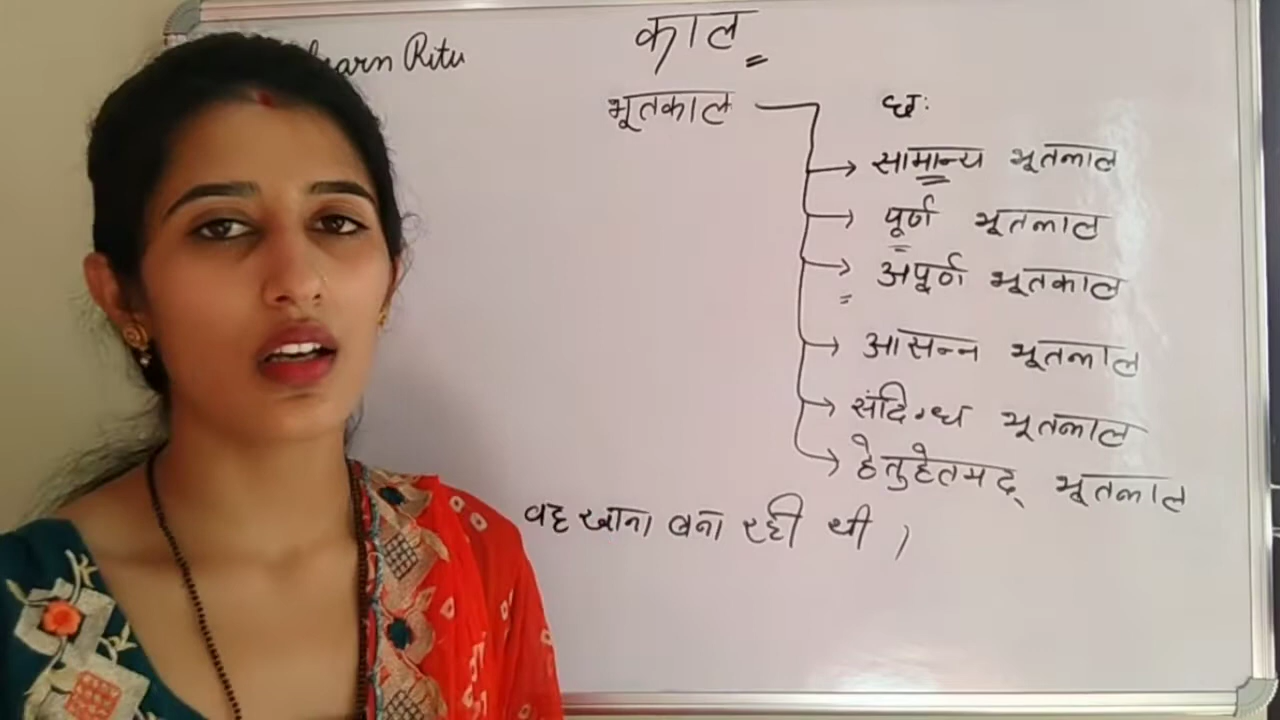 Learn Ritu
काल
भूतकाल
छः
सामान्य भूतकाल
पूर्ण भूतकाल
अपूर्ण भूतकाल
आसन्न भूतकाल
संदिग्ध भूतकाल
हेतुहेतमद् भूतकाल
वह खाना बना रही थी ।